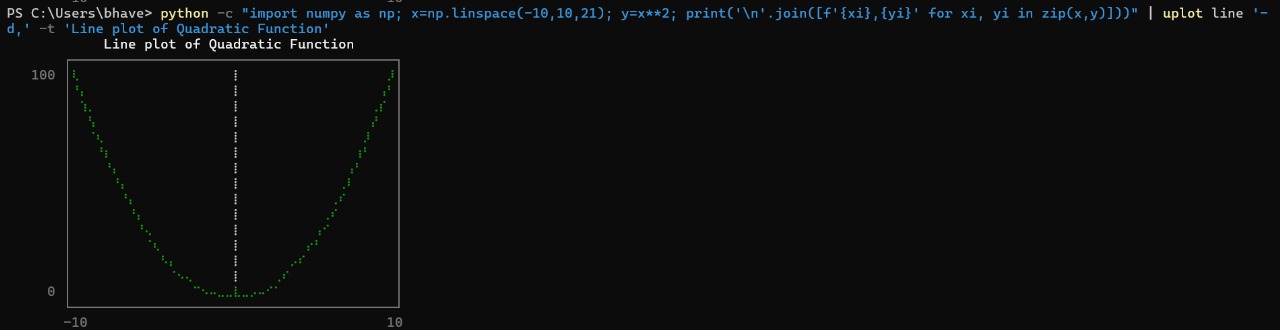 PS C:\Users\bhave> python -c "import numpy as np; x=np.linspace(-10,10,21); y=x**2; print('\n'.join([f'{xi},{yi}' for xi, yi in zip(x,y)]))" | uplot line '-
d,' -t 'Line plot of Quadratic Function'
Line plot of Quadratic Function
100
0
-10 10